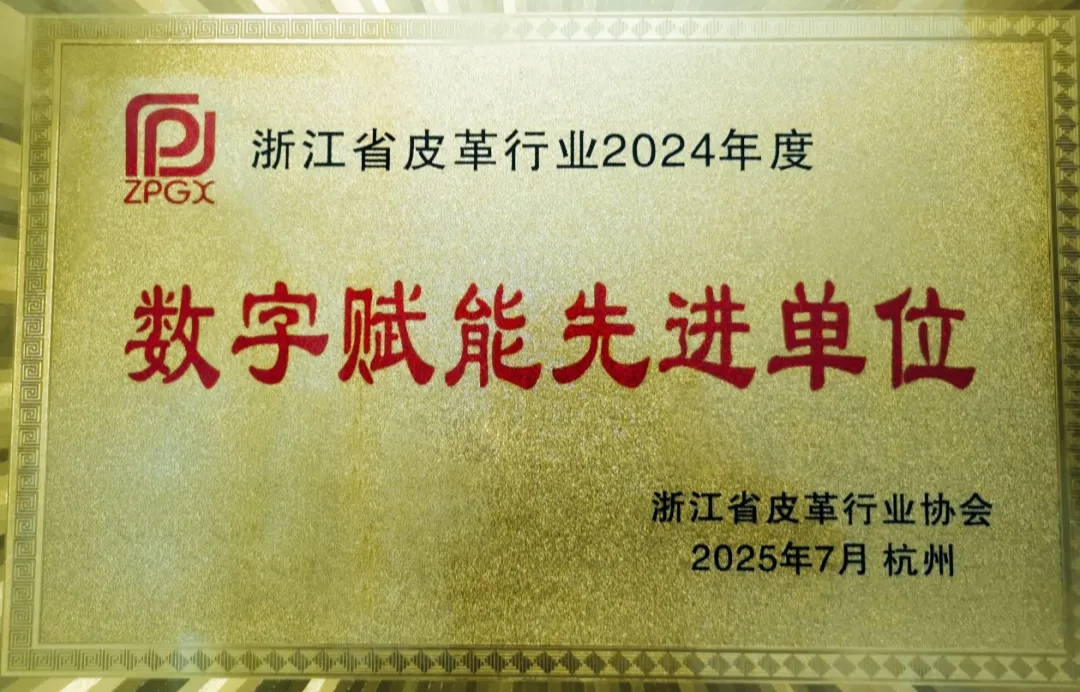 ZPGX
浙江省皮革行业2024年度
数字赋能先进单位
浙江省皮革行业协会
2025年7月 杭州